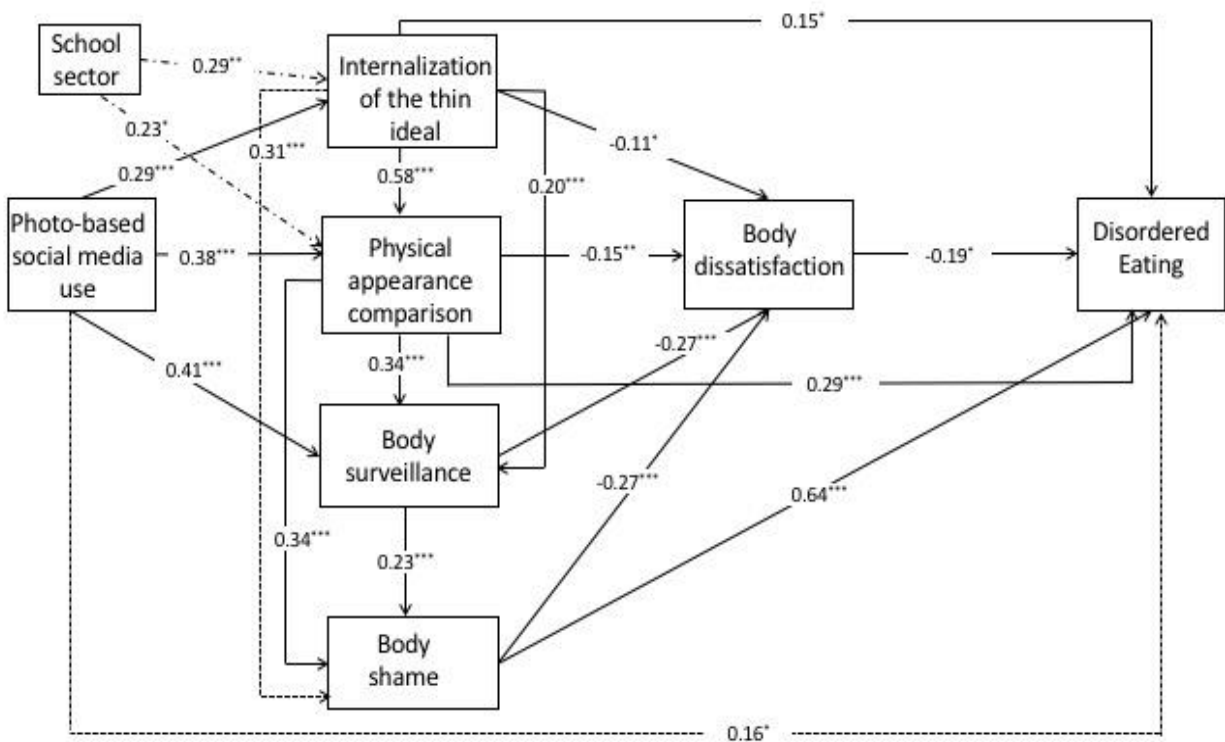 0.15*
School
sector
0.29**
Internalization
of the thin
ideal
0.23*
0.31***
-0.11*
0.29***
0.58***
0.20***
Photo-based
social media
use
0.38***
Physical
appearance
comparison
-0.15**
Body
dissatisfaction
-0.19*
Disordered
Eating
0.41***
0.34***
-0.27***
0.29***
Body
surveillance
-0.27***
0.64***
0.34***
0.23***
Body
shame
0.16*